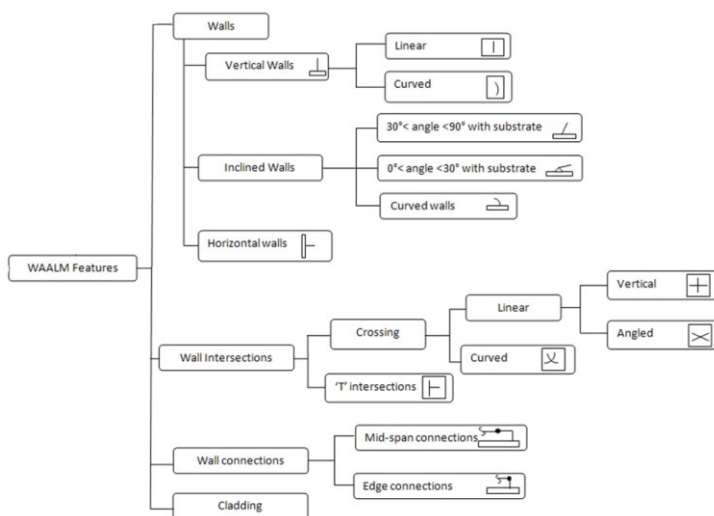 Walls
Vertical Walls
Linear
Curved
30°< angle <90° with substrate
Inclined Walls
0°< angle <30° with substrate
Curved walls
Horizontal walls
WAALM Features
Vertical
Linear
Crossing
Angled
Wall Intersections
Curved
'T' intersections
Mid-span connections
Wall connections
Edge connections
Cladding